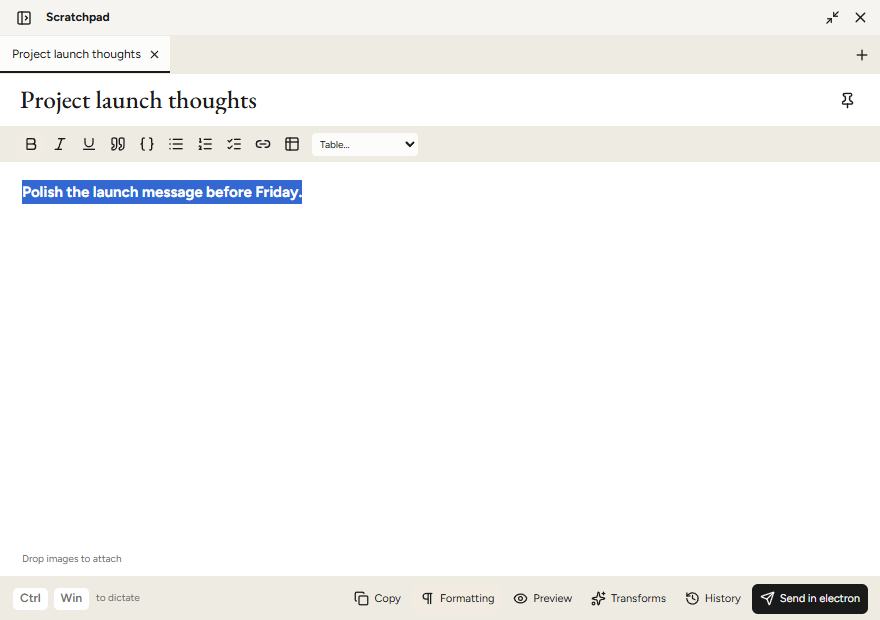 Scratchpad
Project launch thoughts
Project launch thoughts
Table...
Polish the launch message before Friday.
Drop images to attach
Ctrl Win to dictate Copy Formatting Preview Transforms History Send in electron